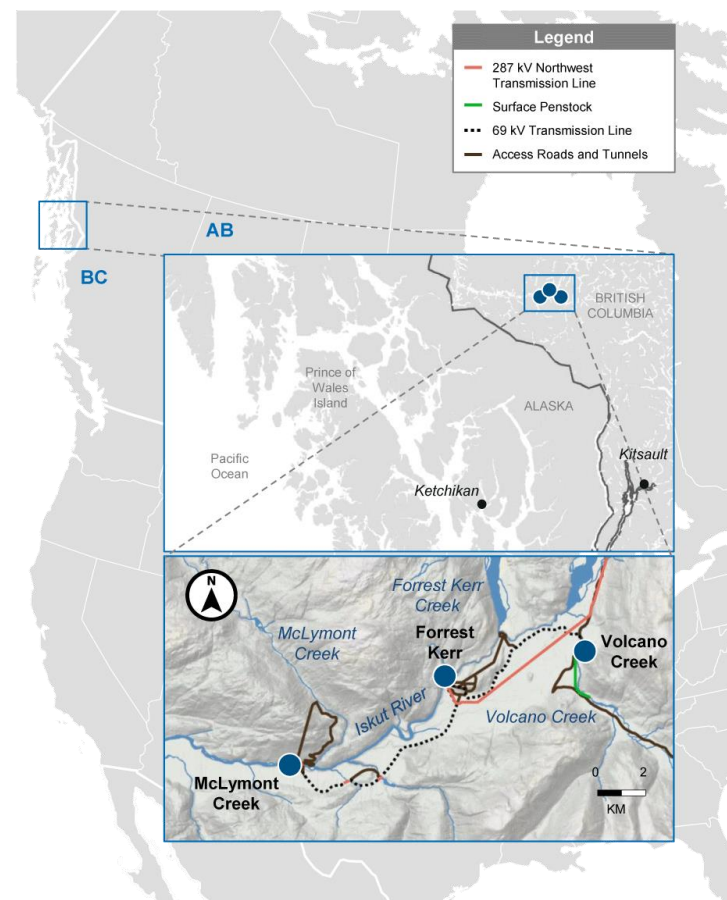 Legend
287 kV Northwest
Transmission Line
Surface Penstock
69 kV Transmission Line
Access Roads and Tunnels
AB
BC
BRITISH
COLUMBIA
Prince of
Wales
Island
ALASKA
Pacific
Ocean
Kitsault
Ketchikan
N
Forrest Kerr
Creek
McLymont
Creek
Forrest
Kerr
Volcano
Creek
Iskut River
Volcano Creek
McLymont
Creek
0 2
KM